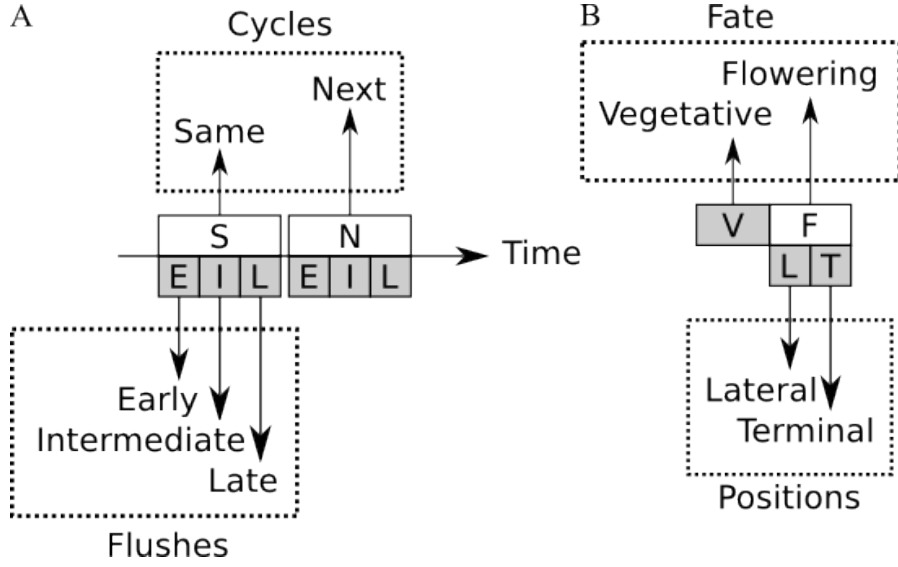 A
Cycles
Next
Same
S N
Time
E I L E I L
Early
Intermediate
Late
Flushes
B
Fate
Flowering
Vegetative
V F
L T
Lateral
Terminal
Positions